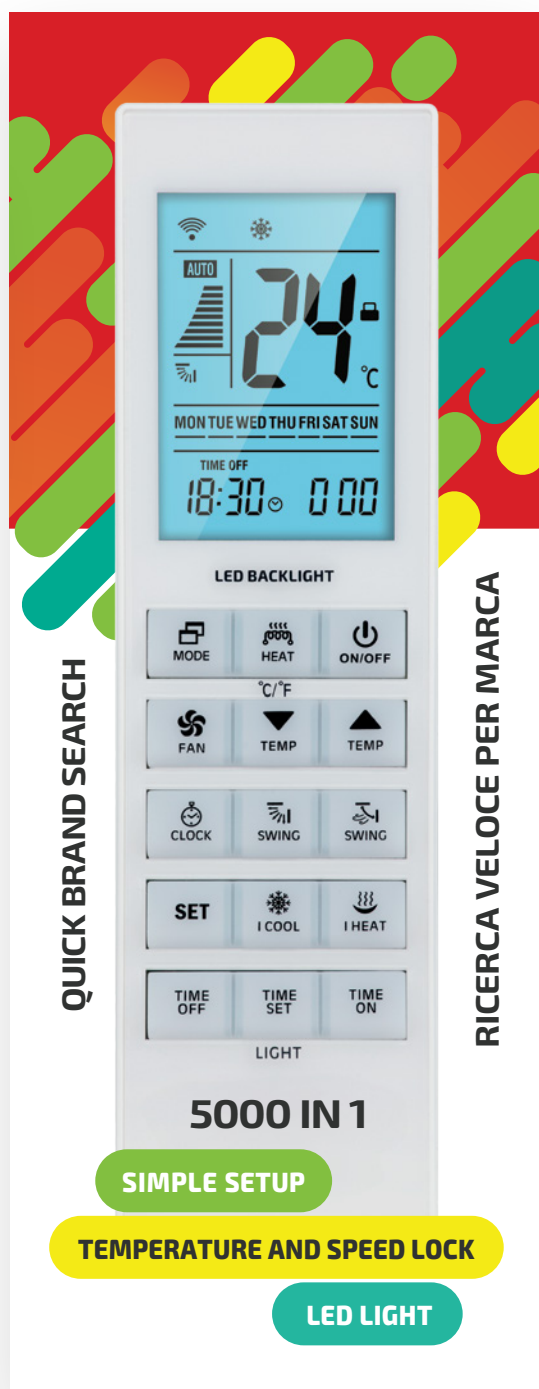 AUTO
24 °C
MON TUE WED THU FRI SAT SUN
TIME OFF
18:30 000
LED BACKLIGHT
MODE HEAT ON/OFF
°C/°F
FAN TEMP TEMP
CLOCK SWING SWING
SET I COOL I HEAT
TIME OFF TIME SET TIME ON
LIGHT
5000 IN 1
QUICK BRAND SEARCH
RICERCA VELOCE PER MARCA
SIMPLE SETUP
TEMPERATURE AND SPEED LOCK
LED LIGHT